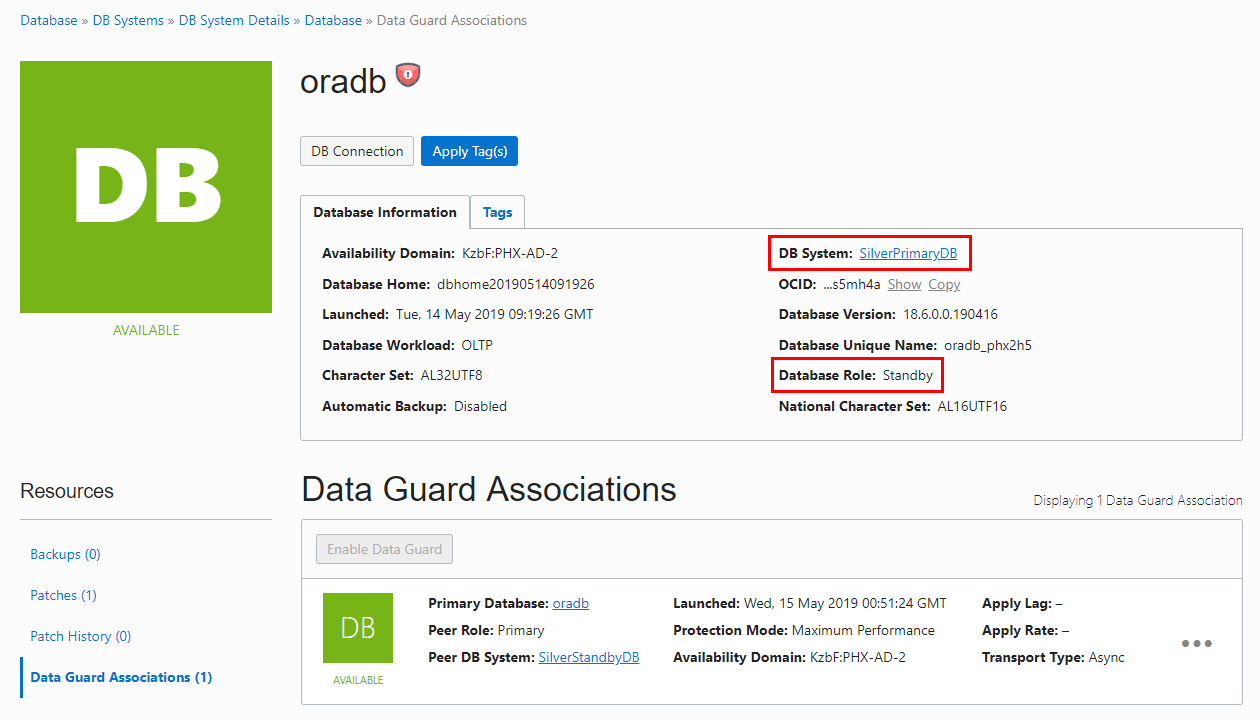 Database » DB Systems » DB System Details » Database » Data Guard Associations
DB
AVAILABLE
oradb
DB Connection
Apply Tag(s)
Database Information
Tags
Availability Domain: KzbF:PHX-AD-2
Database Home: dbhome20190514091926
Launched: Tue, 14 May 2019 09:19:26 GMT
Database Workload: OLTP
Character Set: AL32UTF8
Automatic Backup: Disabled
DB System: SilverPrimaryDB
OCID: ...s5mh4a Show Copy
Database Version: 18.6.0.0.190416
Database Unique Name: oradb_phx2h5
Database Role: Standby
National Character Set: AL16UTF16
Resources
Backups (0)
Patches (1)
Patch History (0)
Data Guard Associations (1)
Data Guard Associations
Displaying 1 Data Guard Association
Enable Data Guard
DB
AVAILABLE
Primary Database: oradb
Peer Role: Primary
Peer DB System: SilverStandbyDB
Launched: Wed, 15 May 2019 00:51:24 GMT
Protection Mode: Maximum Performance
Availability Domain: KzbF:PHX-AD-2
Apply Lag: –
Apply Rate: –
Transport Type: Async